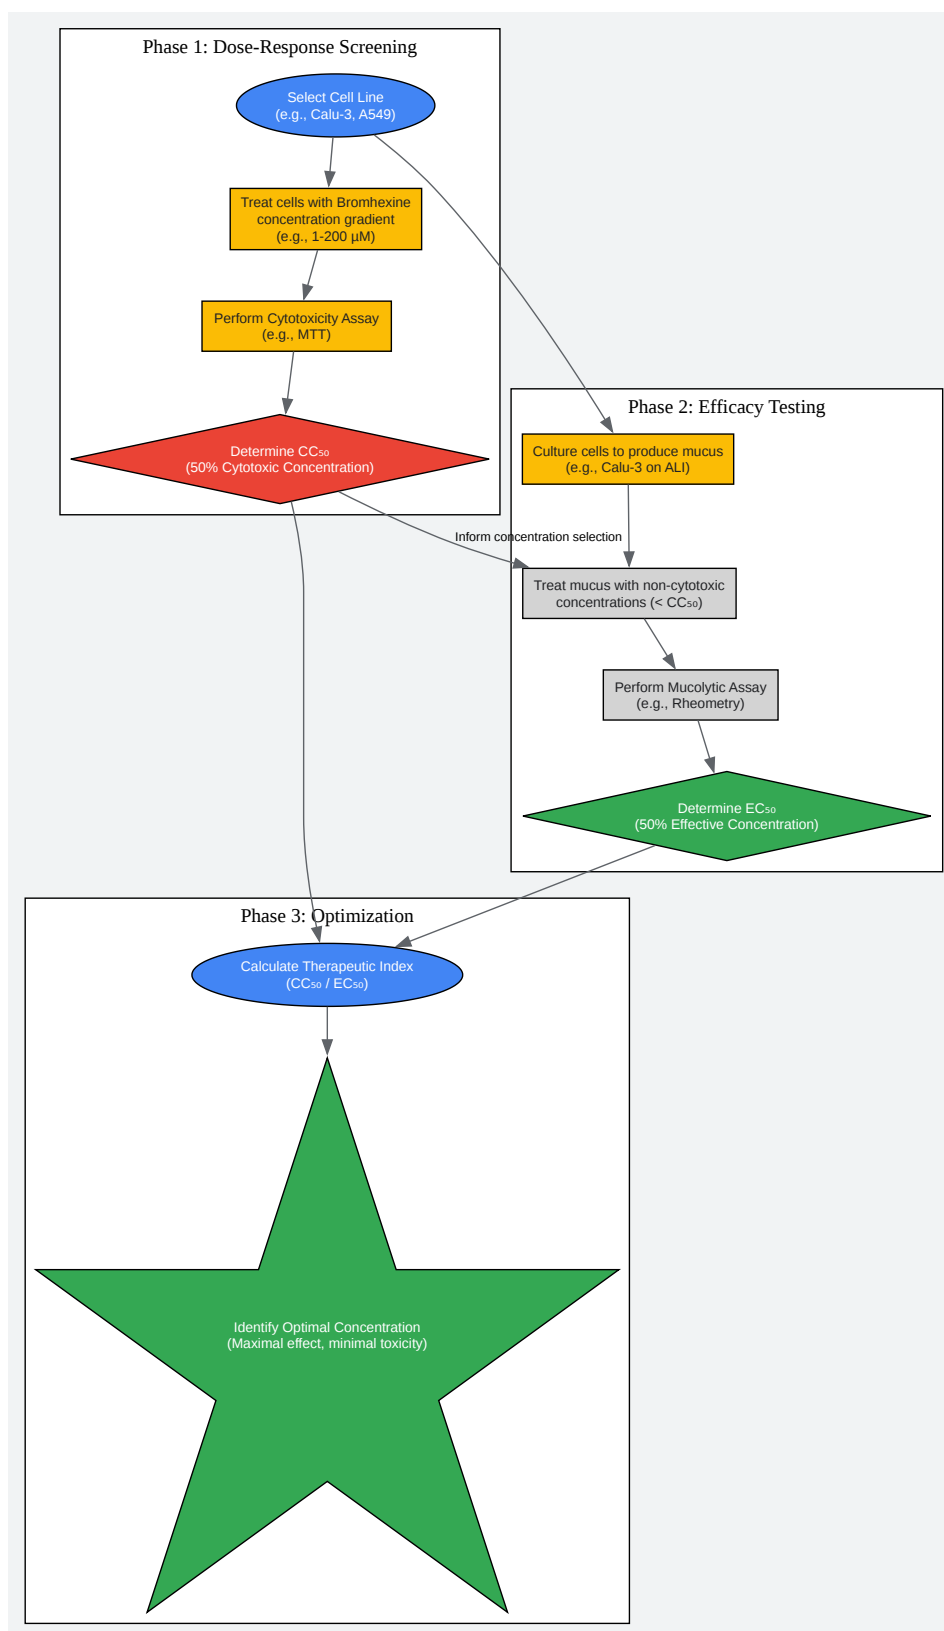 Phase 1: Dose-Response Screening
Select Cell Line
(e.g., Calu-3, A549)
Treat cells with Bromhexine
concentration gradient
(e.g., 1-200 µM)
Perform Cytotoxicity Assay
(e.g., MTT)
Determine CC₅₀
(50% Cytotoxic Concentration)
Phase 2: Efficacy Testing
Culture cells to produce mucus
(e.g., Calu-3 on ALI)
Inform concentration selection
Treat mucus with non-cytotoxic
concentrations (< CC₅₀)
Perform Mucolytic Assay
(e.g., Rheometry)
Determine EC₅₀
(50% Effective Concentration)
Phase 3: Optimization
Calculate Therapeutic Index
(CC₅₀ / EC₅₀)
Identify Optimal Concentration
(Maximal effect, minimal toxicity)